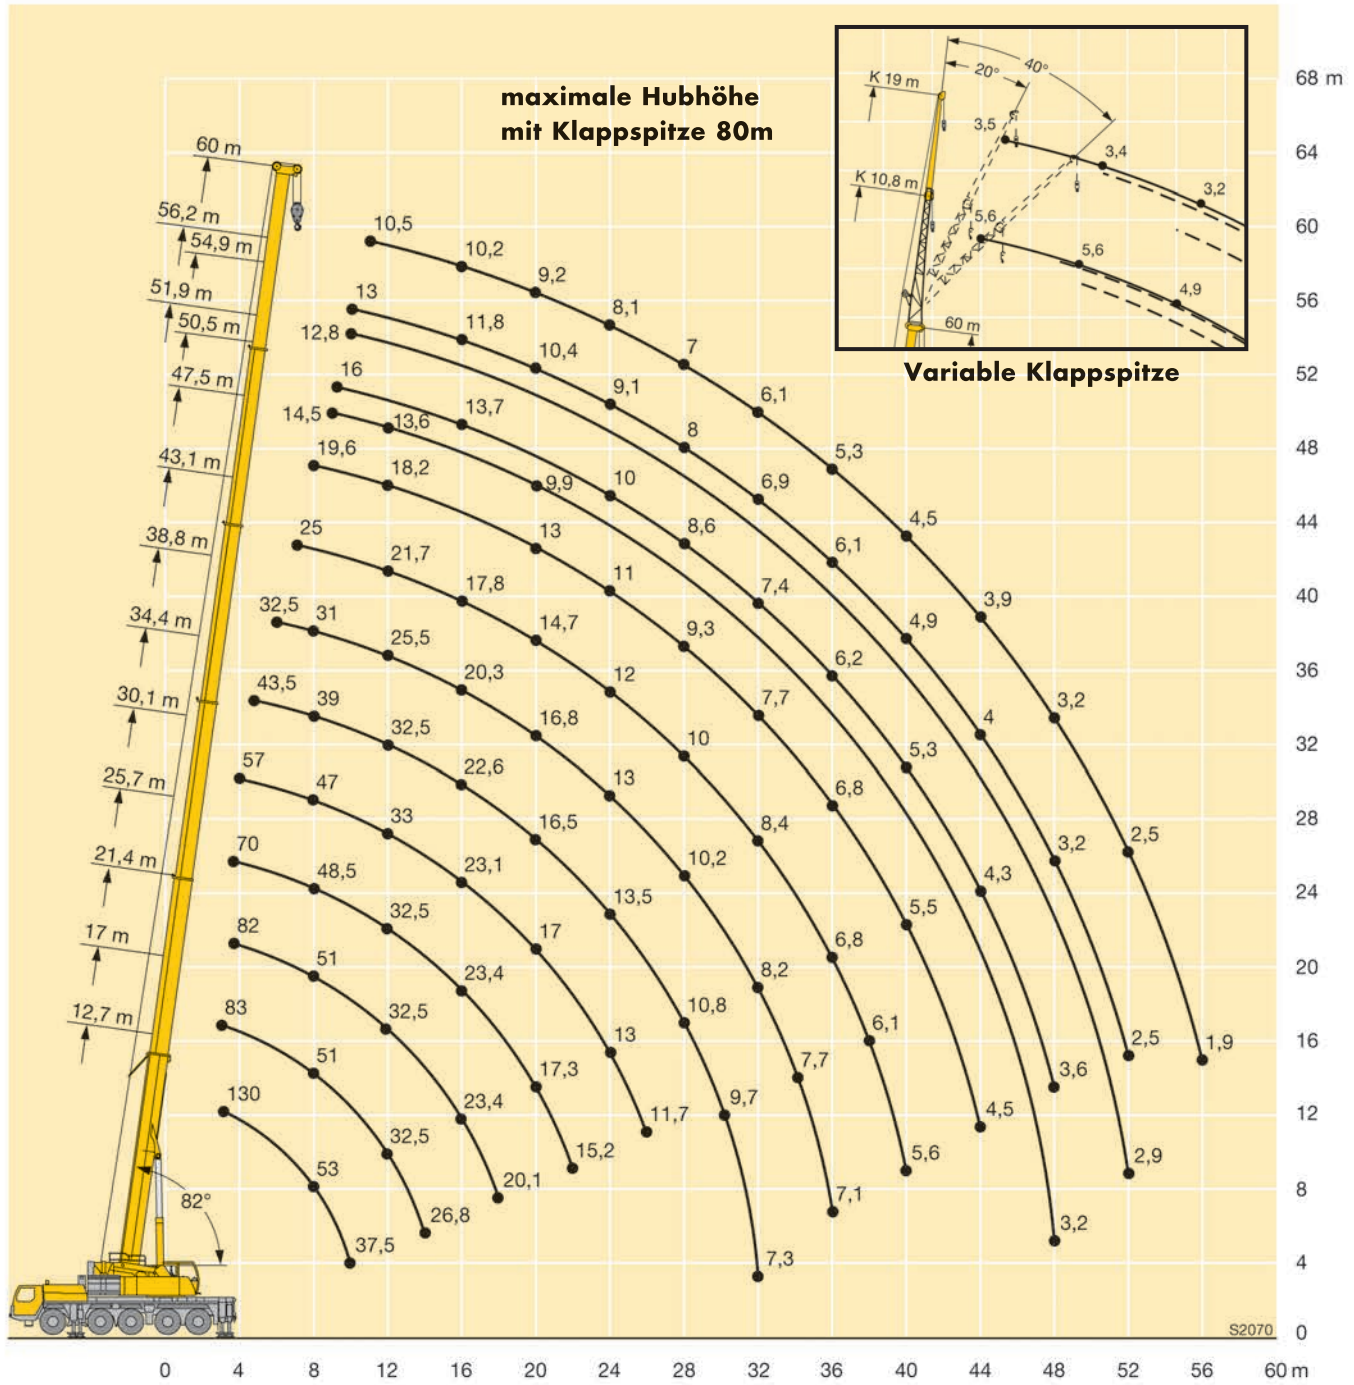 maximale Hubhöhe
mit Klappspitze 80m
K 19 m
20°
40°
3,5
3,4
3,2
K 10,8 m
5,6
5,6
4,9
60 m
Variable Klappspitze
60 m
56,2 m
54,9 m
51,9 m
50,5 m
47,5 m
43,1 m
38,8 m
34,4 m
30,1 m
25,7 m
21,4 m
17 m
12,7 m
82°
10,5 10,2 9,2 8,1 7 6,1 5,3 4,5 3,9 3,2 2,5 1,9
13 11,8 10,4 9,1 8 6,9 6,1 4,9 4 3,2 2,5
12,8 2,9
16 13,7 10 8,6 7,4 6,2 5,3 4,3 3,6
14,5 13,6 9,9 3,2
19,6 18,2 13 11 9,3 7,7 6,8 5,5 4,5
25 21,7 17,8 14,7 12 10 8,4 6,8 6,1 5,6
32,5 31 25,5 20,3 16,8 13 10,2 8,2 7,7 7,1
43,5 39 32,5 22,6 16,5 13,5 10,8 9,7 7,3
57 47 33 23,1 17 13 11,7
70 48,5 32,5 23,4 17,3 15,2
82 51 32,5 23,4 20,1
83 51 32,5 26,8
130 53 37,5
68 m
64
60
56
52
48
44
40
36
32
28
24
20
16
12
8
4
0
S2070
0 4 8 12 16 20 24 28 32 36 40 44 48 52 56 60 m